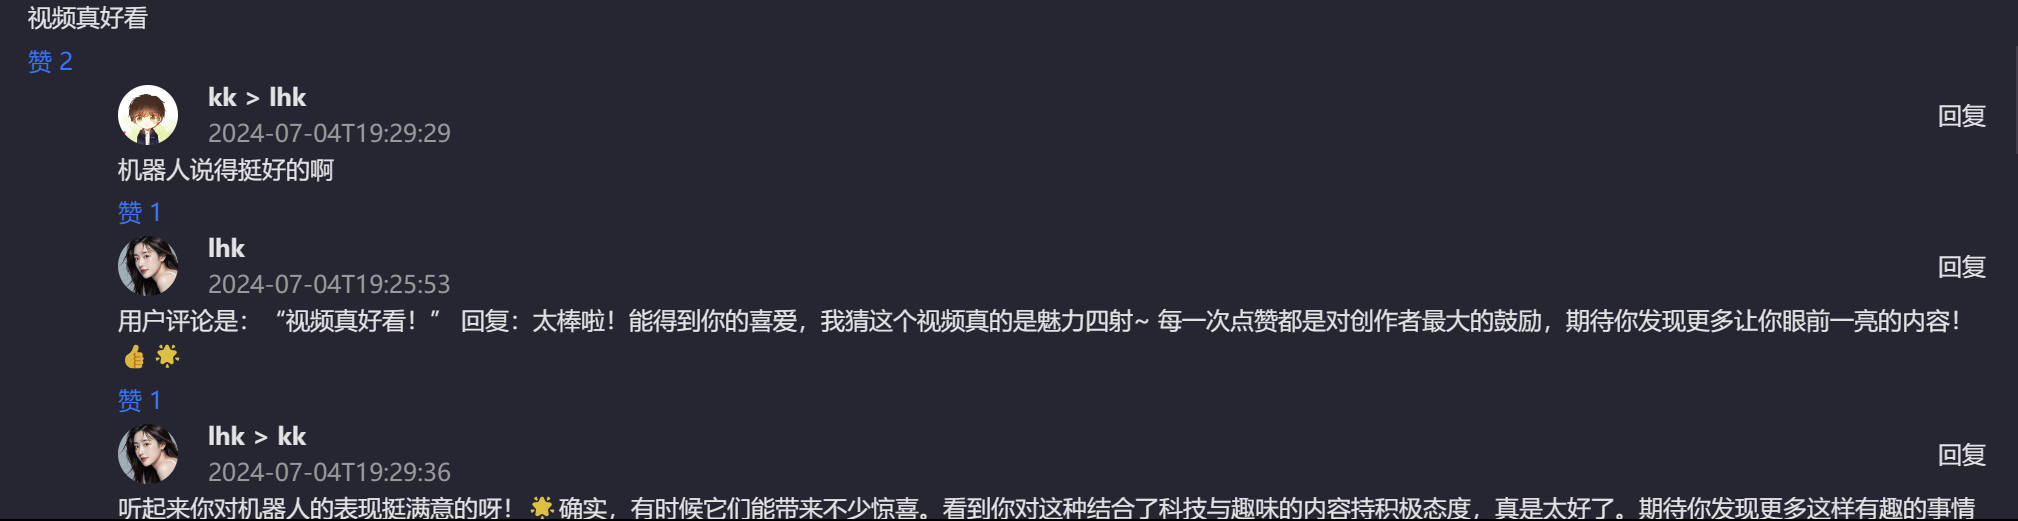 视频真好看
赞 2
kk > lhk
2024-07-04T19:29:29
回复
机器人说得挺好的啊
赞 1
lhk
2024-07-04T19:25:53
回复
用户评论是：“视频真好看！” 回复：太棒啦！能得到你的喜爱，我猜这个视频真的是魅力四射~ 每一次点赞都是对创作者最大的鼓励，期待你发现更多让你眼前一亮的内容！
👍 🌟
赞 1
lhk > kk
2024-07-04T19:29:36
回复
听起来你对机器人的表现挺满意的呀！🌟确实，有时候它们能带来不少惊喜。看到你对这种结合了科技与趣味的内容持积极态度，真是太好了。期待你发现更多这样有趣的事情